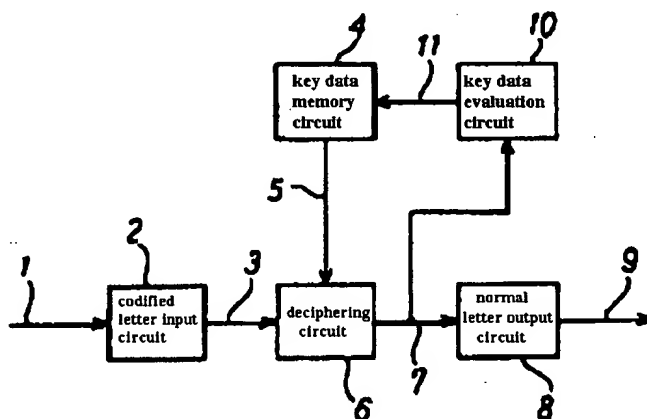 4
11
10
key data
memory
circuit
key data
evaluation
circuit
5
1
2
3
9
codified
letter input
circuit
deciphering
circuit
normal
letter output
circuit
6
7
8